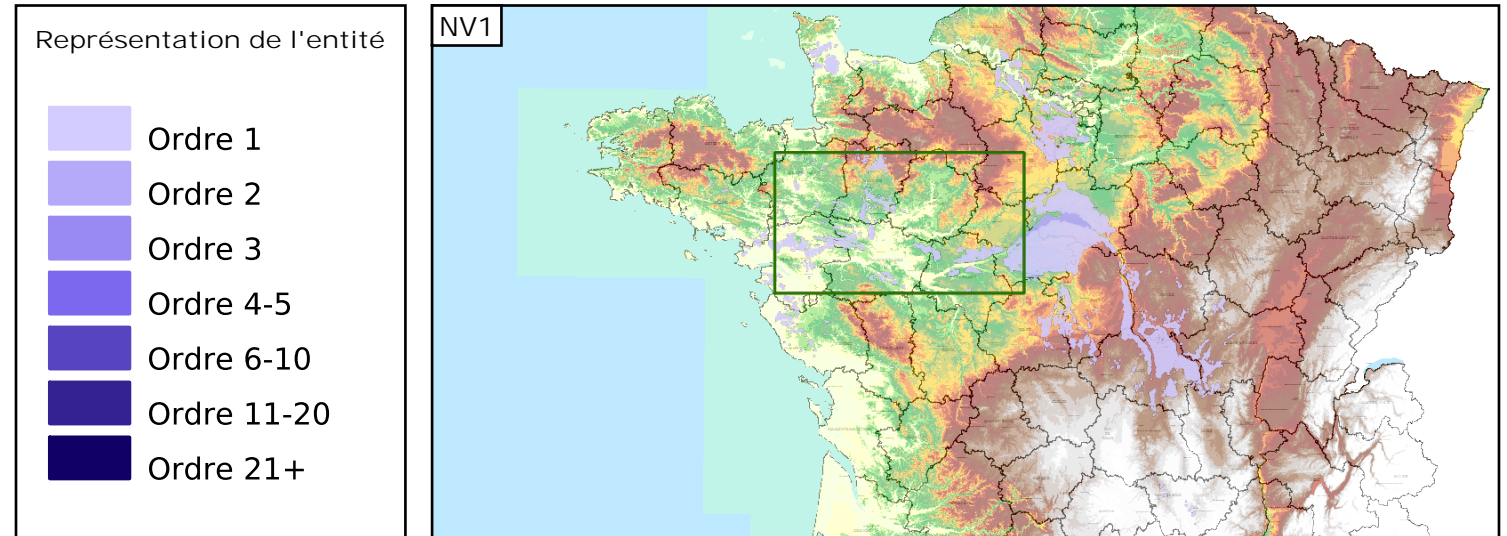 Représentation de l'entité
Ordre 1
Ordre 2
Ordre 3
Ordre 4-5
Ordre 6-10
Ordre 11-20
Ordre 21+
NV1